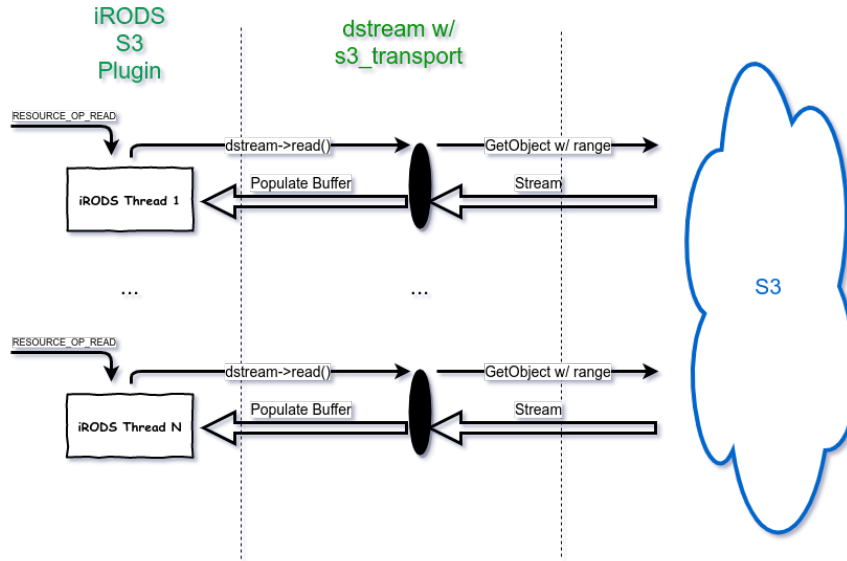 iRODS
S3
Plugin
dstream w/
s3_transport
RESOURCE_OP_READ
dstream->read()
GetObject w/ range
iRODS Thread 1
Populate Buffer
Stream
...
...
S3
RESOURCE_OP_READ
dstream->read()
GetObject w/ range
iRODS Thread N
Populate Buffer
Stream